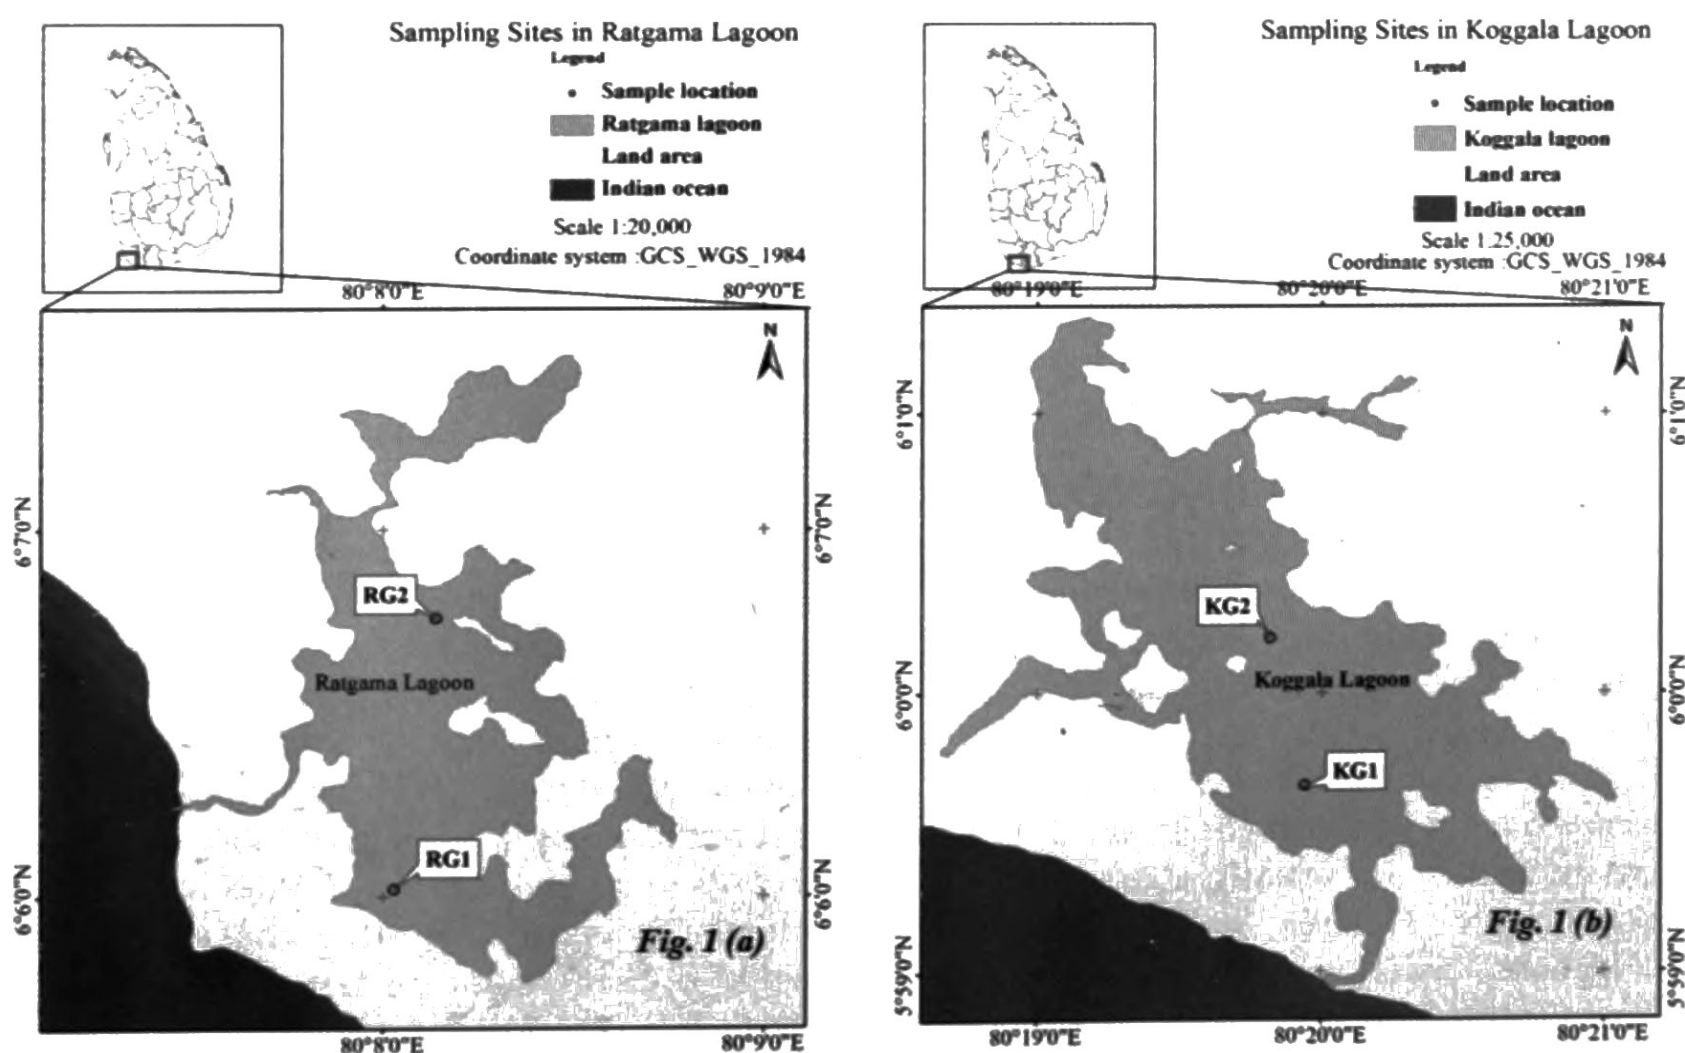 Sampling Sites in Ratgama Lagoon
Legend
Sample location
Ratgama lagoon
Land area
Indian ocean
Scale 1:20,000
Coordinate system :GCS_WGS_1984
80°8'0"E
80°9'0"E
N
6°7'0"N
6°7'0"N
RG2
Ratgama Lagoon
RG1
6°6'0"N
6°6'0"N
Fig. 1 (a)
80°8'0"E
80°9'0"E
Sampling Sites in Koggala Lagoon
Legend
Sample location
Koggala lagoon
Land area
Indian ocean
Scale 1:25,000
Coordinate system :GCS_WGS_1984
80°19'0"E
80°20'0"E
80°21'0"E
N
6°1'0"N
6°1'0"N
KG2
Koggala Lagoon
6°0'0"N
6°0'0"N
KG1
Fig. 1 (b)
5°59'0"N
5°59'0"N
80°19'0"E
80°20'0"E
80°21'0"E